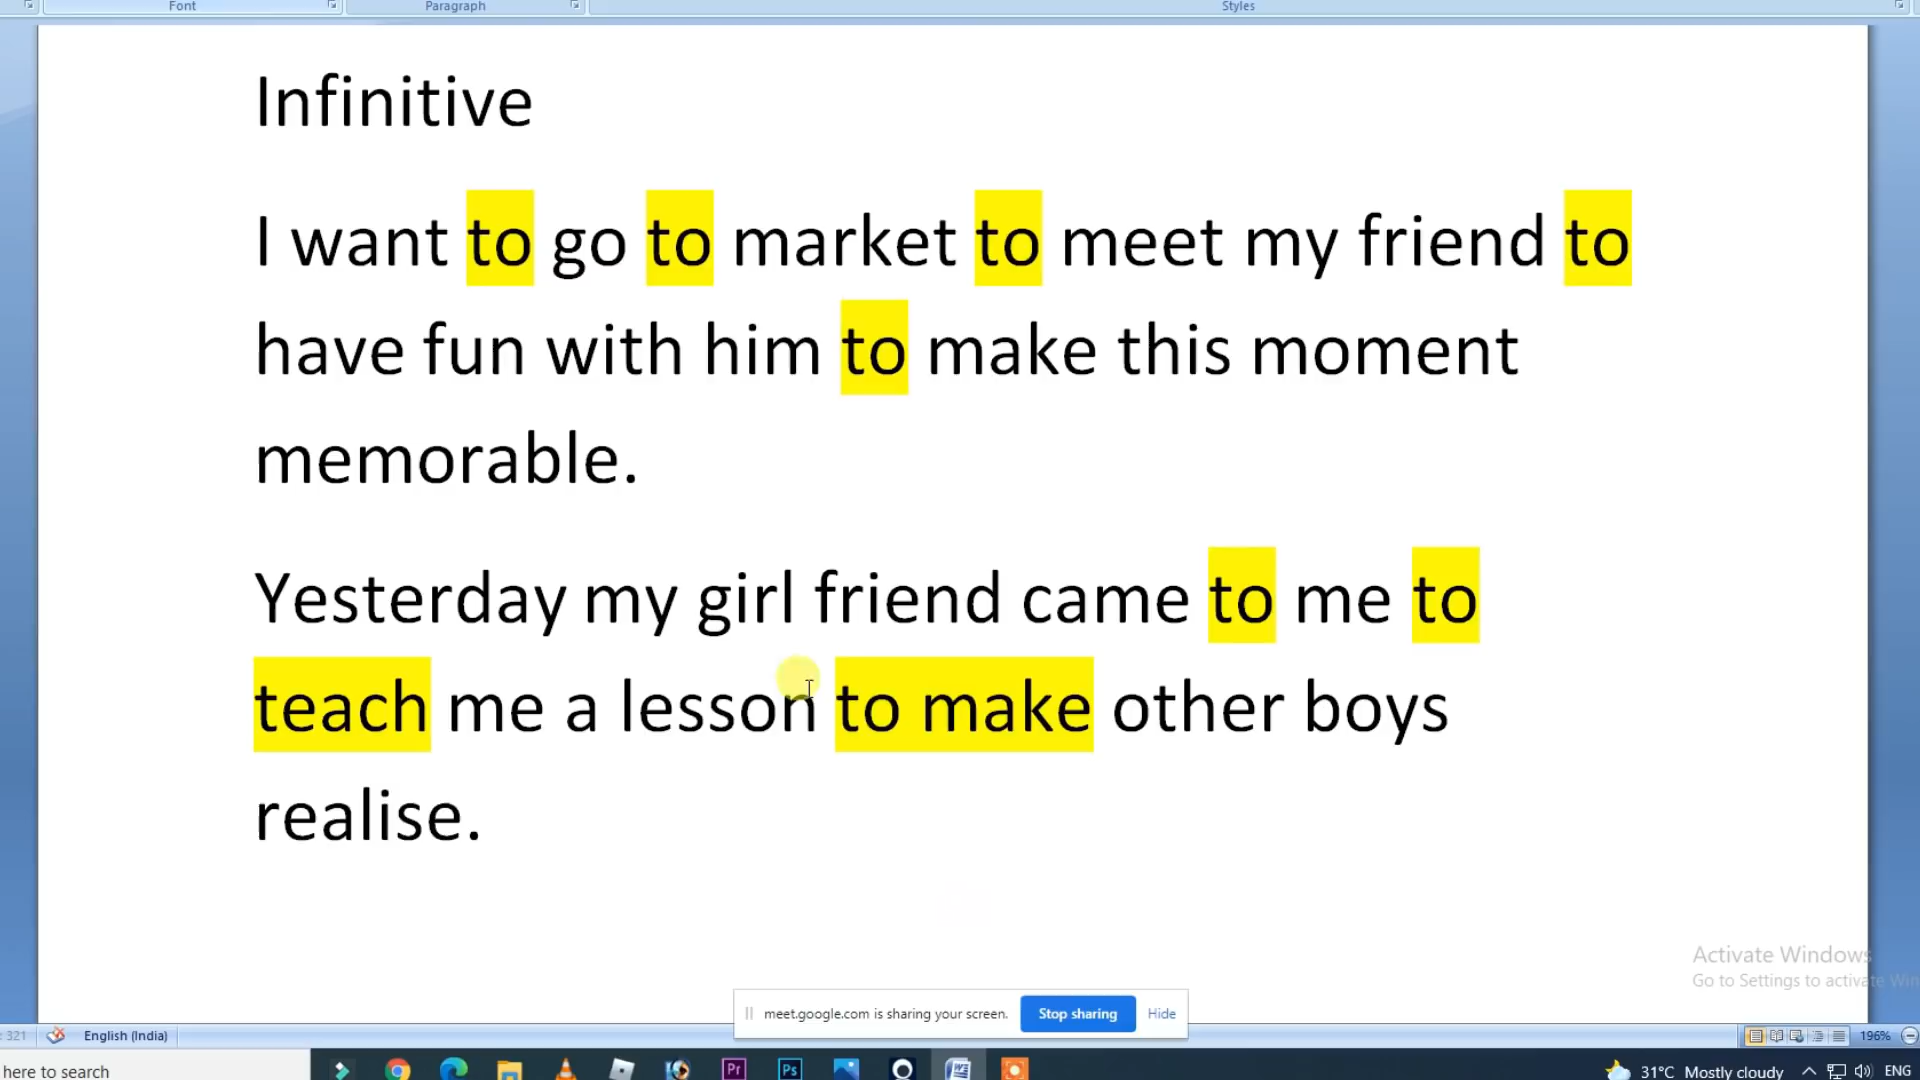 Font Paragraph Styles
Infinitive
I want to go to market to meet my friend to
have fun with him to make this moment
memorable.
Yesterday my girl friend came to me to
teach me a lesson to make other boys
realise.
Activate Windows
Go to Settings to activate Win
meet.google.com is sharing your screen. Stop sharing Hide
: 321 English (India) 196%
here to search Pr Ps 31°C Mostly cloudy ENG